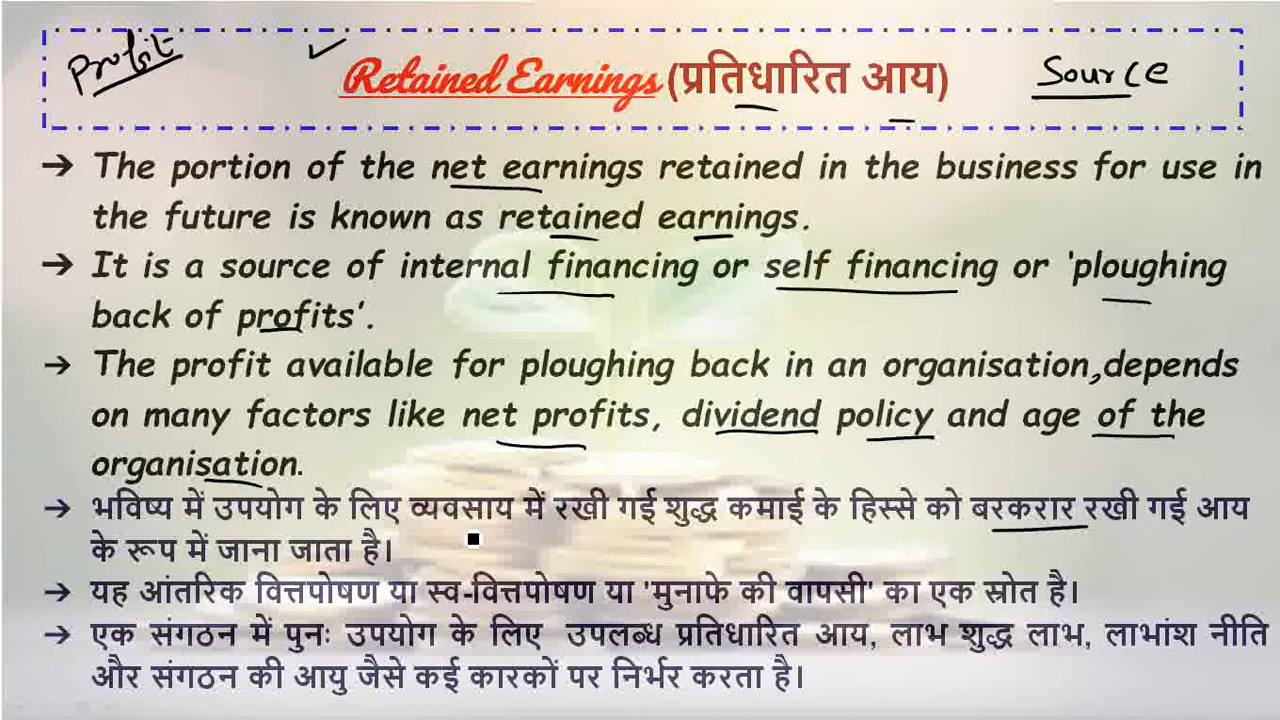 Profit
Retained Earnings (प्रतिधारित आय)
Source
→ The portion of the net earnings retained in the business for use in
the future is known as retained earnings.
→ It is a source of internal financing or self financing or 'ploughing
back of profits'.
→ The profit available for ploughing back in an organisation,depends
on many factors like net profits, dividend policy and age of the
organisation.
→ भविष्य में उपयोग के लिए व्यवसाय में रखी गई शुद्ध कमाई के हिस्से को बरकरार रखी गई आय
के रूप में जाना जाता है।
→ यह आंतरिक वित्तपोषण या स्व-वित्तपोषण या 'मुनाफे की वापसी' का एक स्रोत है।
→ एक संगठन में पुनः उपयोग के लिए उपलब्ध प्रतिधारित आय, लाभ शुद्ध लाभ, लाभांश नीति
और संगठन की आयु जैसे कई कारकों पर निर्भर करता है।